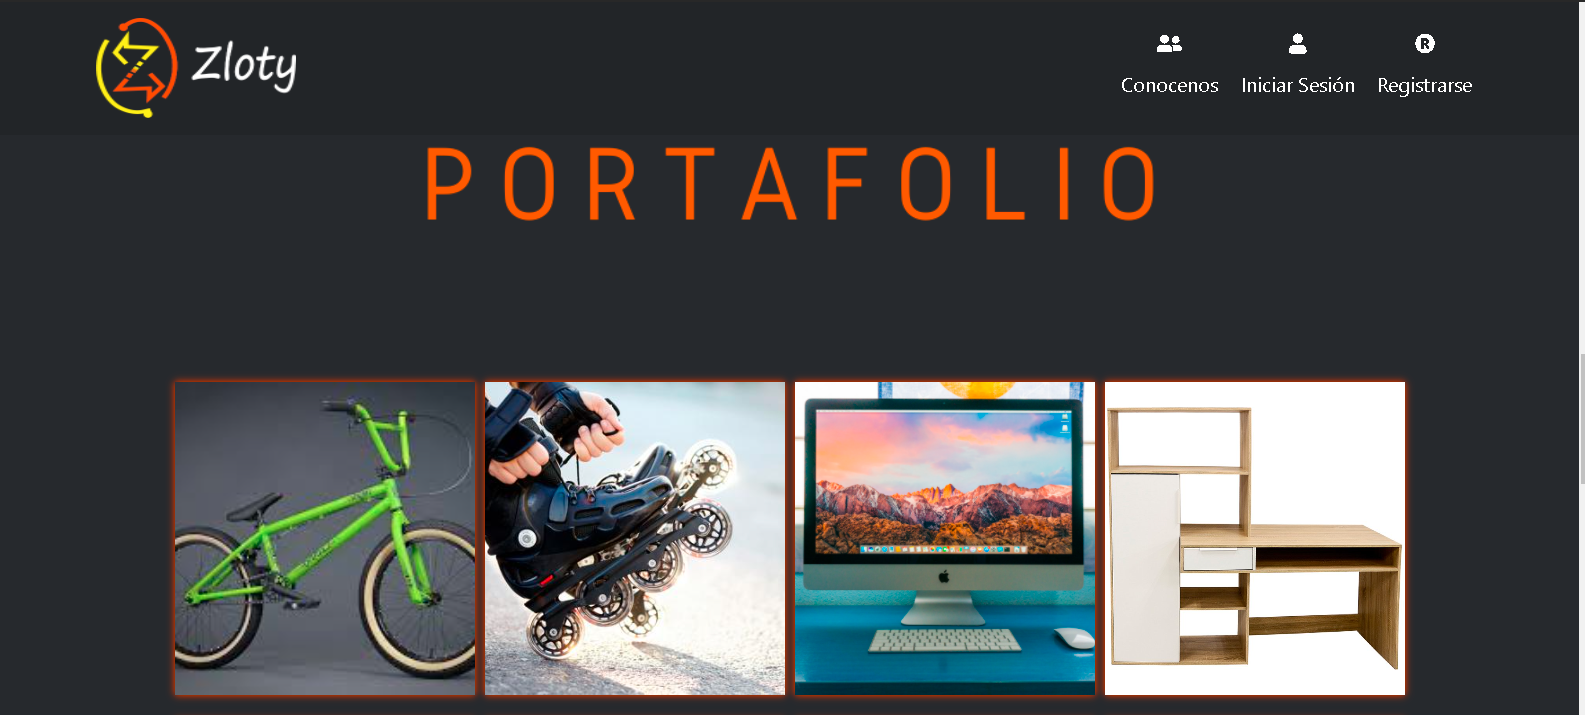 Zloty
Conocenos Iniciar Sesión Registrarse
PORTAFOLIO